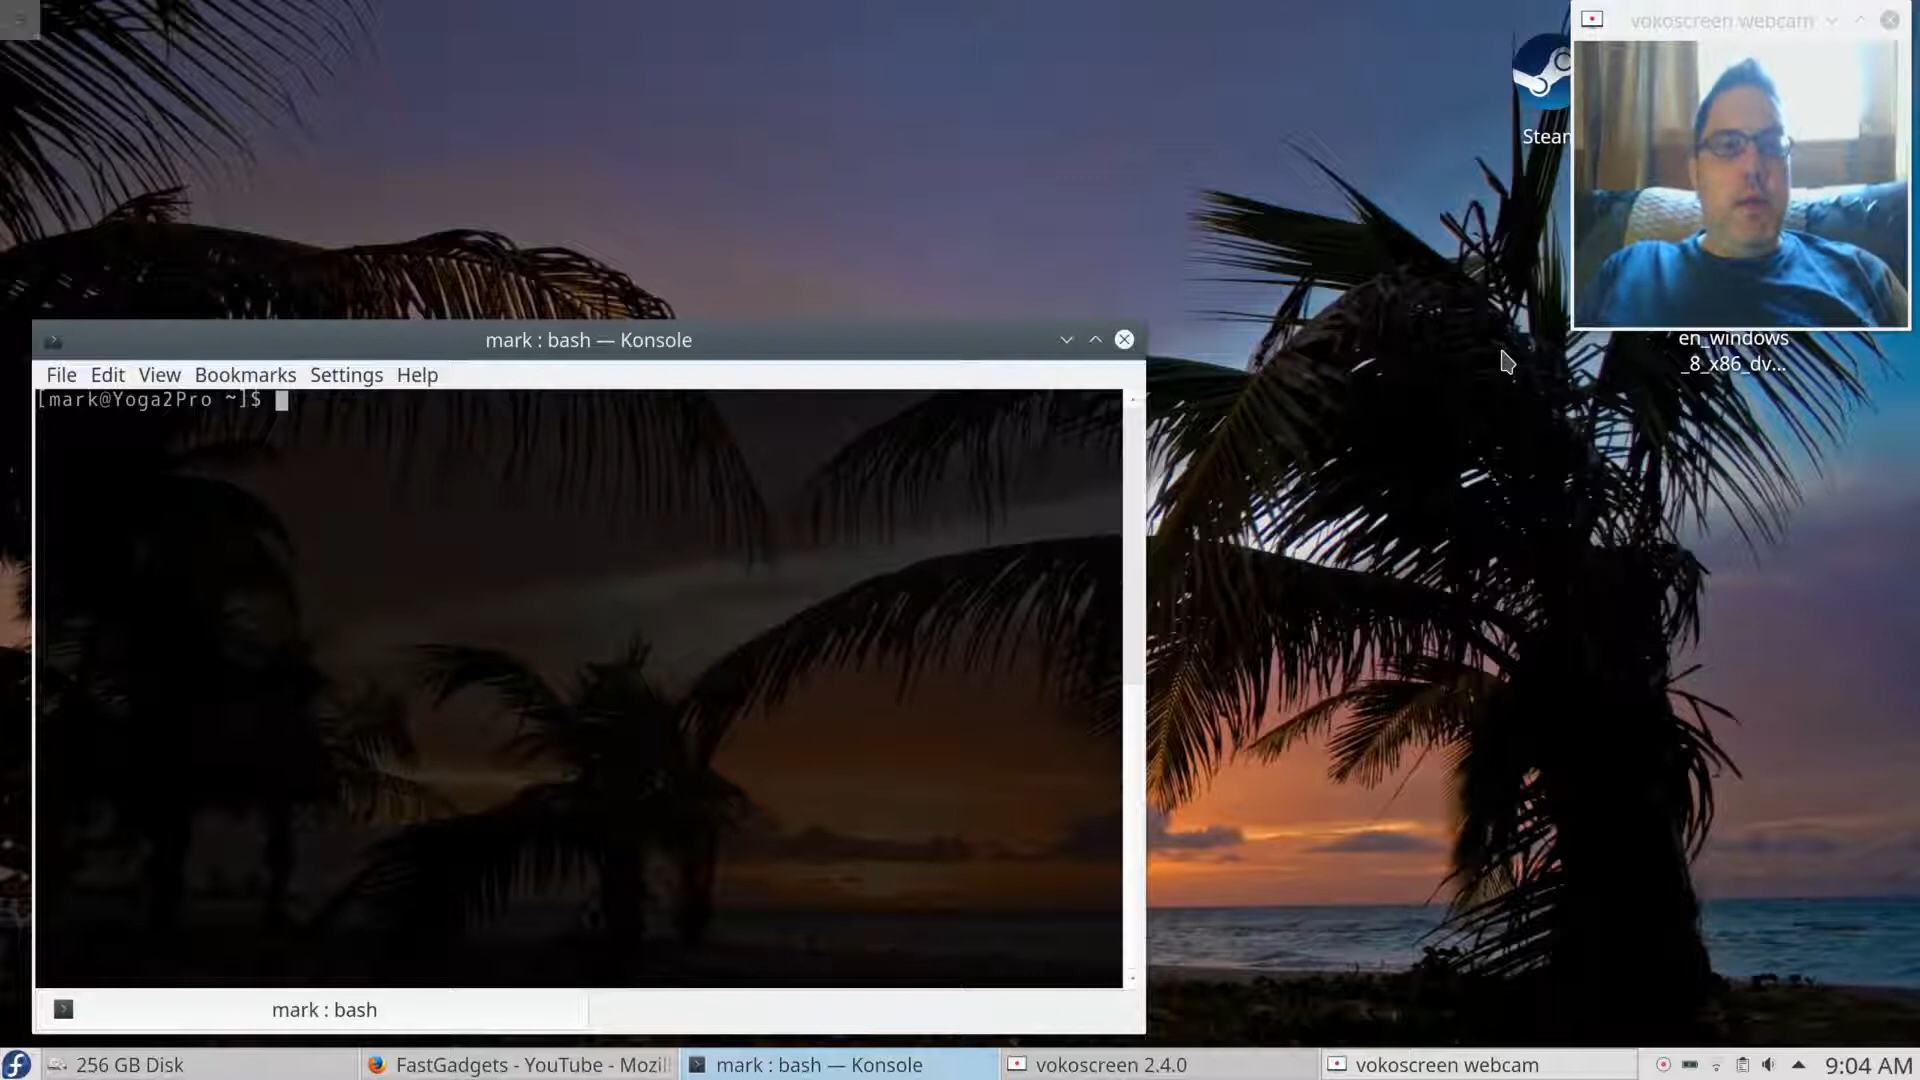 vokoscreen webcam
Steam
en_windows
_8_x86_dv...
mark : bash — Konsole
File Edit View Bookmarks Settings Help
[mark@Yoga2Pro ~]$
mark : bash
256 GB Disk
FastGadgets - YouTube - Mozil
mark : bash — Konsole
vokoscreen 2.4.0
vokoscreen webcam
9:04 AM